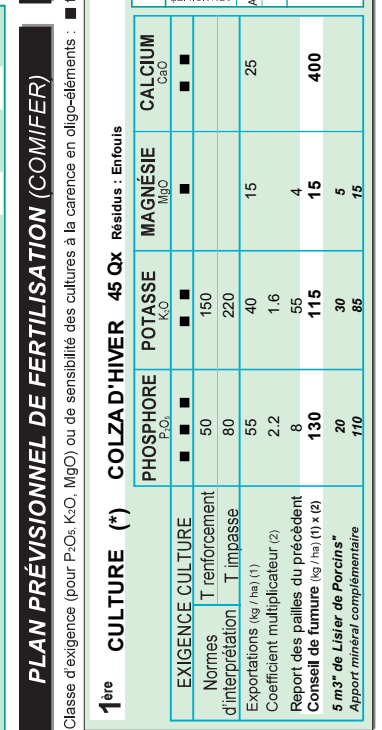 PLAN PRÉVISIONNEL DE FERTILISATION (COMIFER)
Classe d'exigence (pour P2O5, K2O, MgO) ou de sensibilité des cultures à la carence en oligo-éléments : ■
1ère CULTURE (*) COLZA D'HIVER 45 Qx Résidus : Enfouis
PHOSPHORE POTASSE MAGNÉSIE CALCIUM
P2O5 K2O MgO CaO
EXIGENCE CULTURE ■ ■ ■ ■ ■ ■ ■ ■
Normes d'interprétation T renforcement 50 150
T impasse 80 220
Exportations (kg / ha) (1) 55 40 15 25
Coefficient multiplicateur (2) 2.2 1.6
Report des pailles du précédent 8 55 4
Conseil de fumure (kg / ha) (1) x (2) 130 115 15 400
5 m3" de Lisier de Porcins" 20 30 5
Apport minéral complémentaire 110 85 15